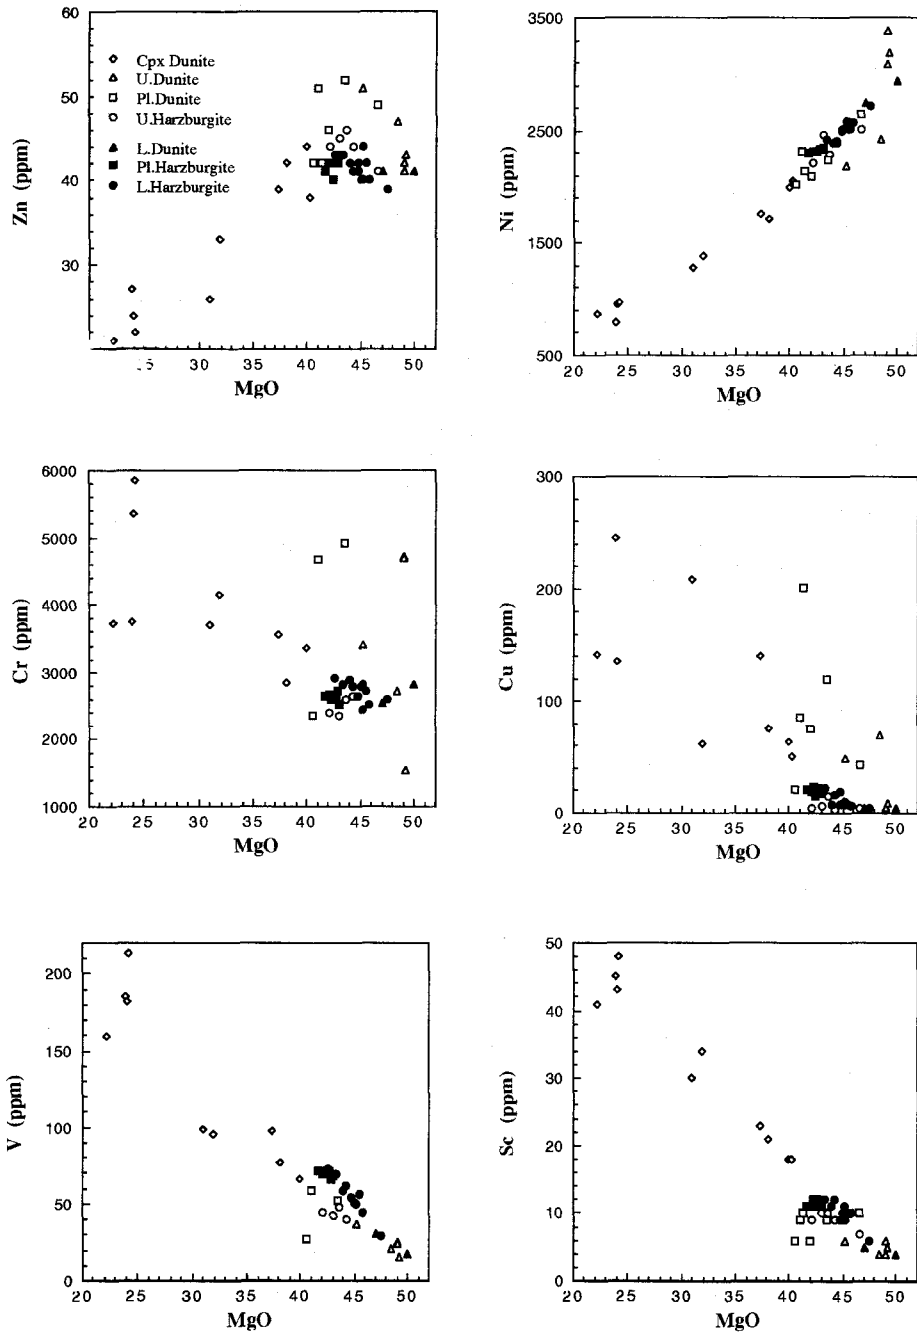 60
50
40
30
Zn (ppm)
Cpx Dunite
U.Dunite
Pl.Dunite
U.Harzburgite
L.Dunite
Pl.Harzburgite
L.Harzburgite
25 30 35 40 45 50
MgO
3500
2500
1500
500
Ni (ppm)
20 25 30 35 40 45 50
MgO
6000
5000
4000
3000
2000
1000
Cr (ppm)
20 25 30 35 40 45 50
MgO
300
200
100
0
Cu (ppm)
20 25 30 35 40 45 50
MgO
200
150
100
50
0
V (ppm)
20 25 30 35 40 45 50
MgO
50
40
30
20
10
0
Sc (ppm)
20 25 30 35 40 45 50
MgO